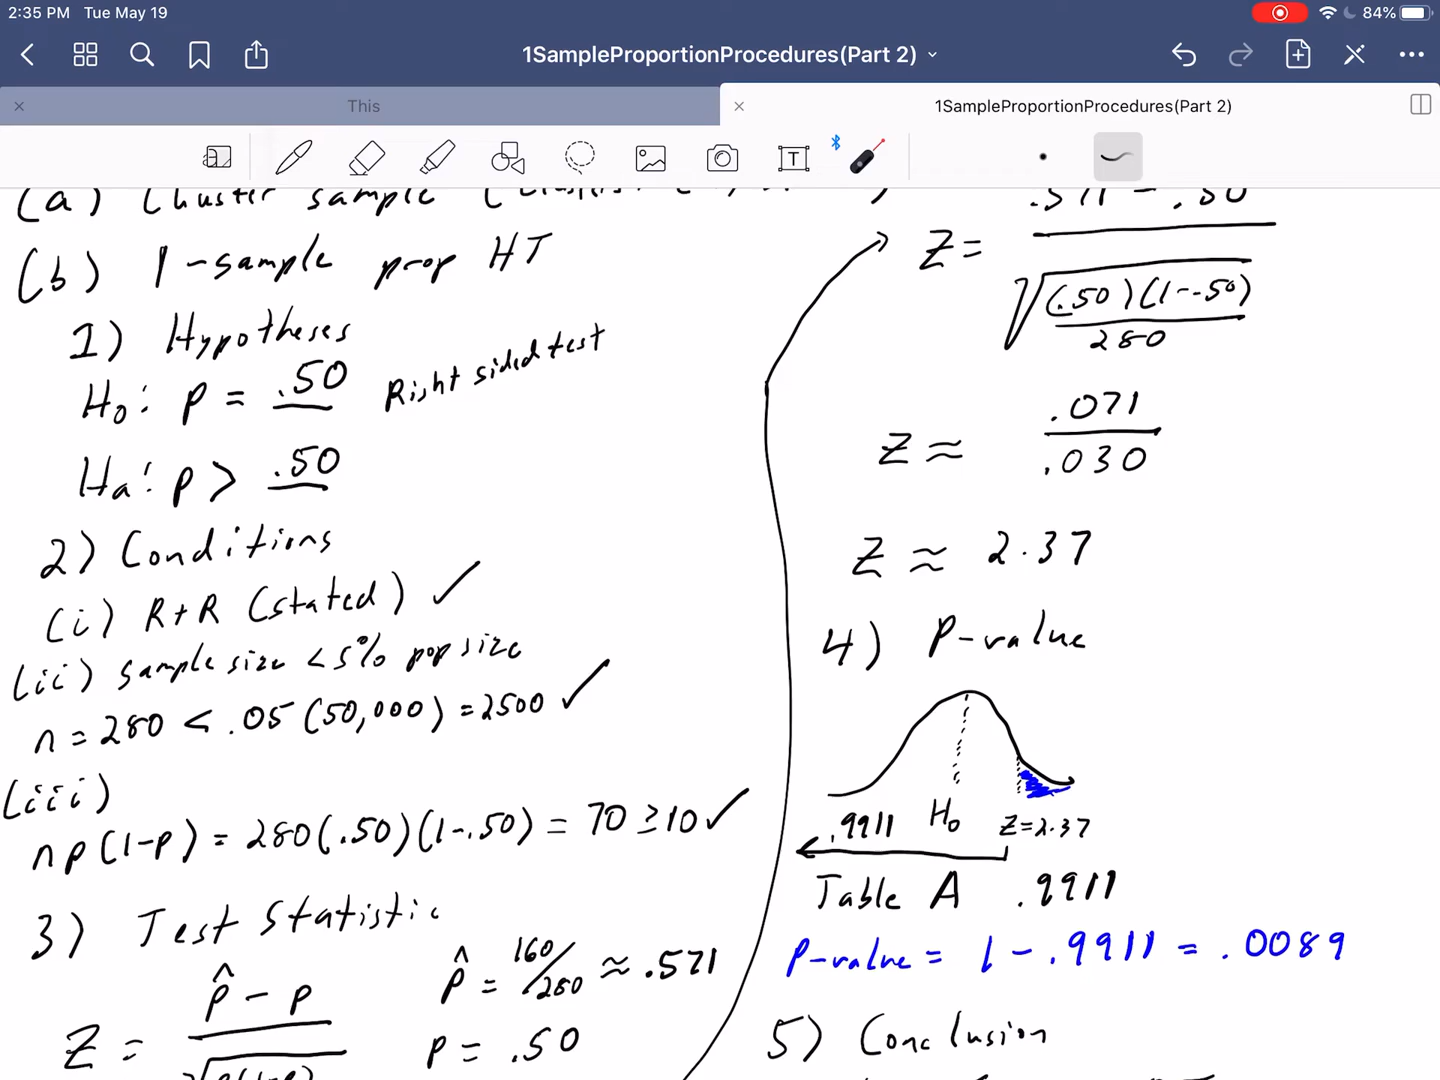 2:35 PM Tue May 19
84%
1SampleProportionProcedures(Part 2)
This
1SampleProportionProcedures(Part 2)
T
(a) Cluster sample
(b) 1-sample prop HT
1) Hypotheses
H₀: p = .50 Right sided test
Ha: p > .50
2) Conditions
(i) R+R (stated) ✓
(ii) sample size < 5% pop size
n = 280 < .05 (50,000) = 2500 ✓
(iii)
np(1-p) = 280(.50)(1-.50) = 70 ≥ 10 ✓
3) Test Statistic
p̂ = 160/280 ≈ .571
Z = p̂ - p
p = .50
.571 - .50
Z = √(.50)(1-.50)
280
Z ≈ .071
.030
Z ≈ 2.37
4) P-value
.9911 H₀ Z=2.37
Table A .9911
P-value = 1 - .9911 = .0089
5) Conclusion